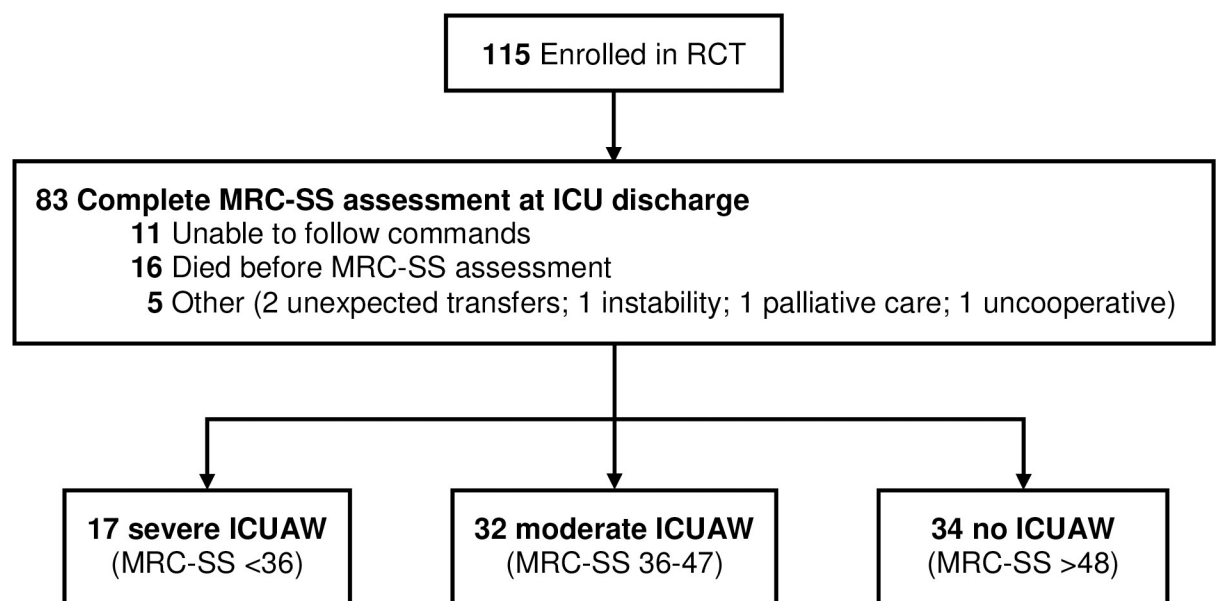 115 Enrolled in RCT
83 Complete MRC-SS assessment at ICU discharge
11 Unable to follow commands
16 Died before MRC-SS assessment
5 Other (2 unexpected transfers; 1 instability; 1 palliative care; 1 uncooperative)
17 severe ICUAW
(MRC-SS <36)
32 moderate ICUAW
(MRC-SS 36-47)
34 no ICUAW
(MRC-SS >48)